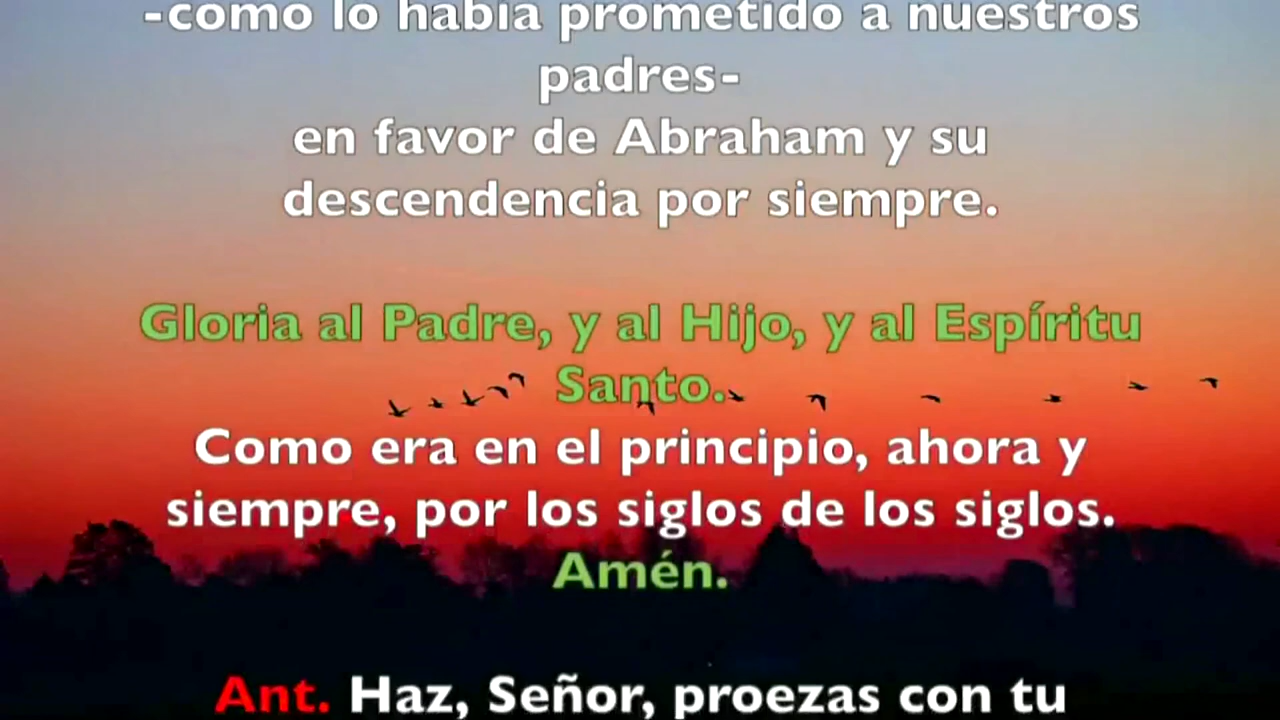 -como lo había prometido a nuestros
padres-
en favor de Abraham y su
descendencia por siempre.
Gloria al Padre, y al Hijo, y al Espíritu
Santo.
Como era en el principio, ahora y
siempre, por los siglos de los siglos.
Amén.
Ant. Haz, Señor, proezas con tu